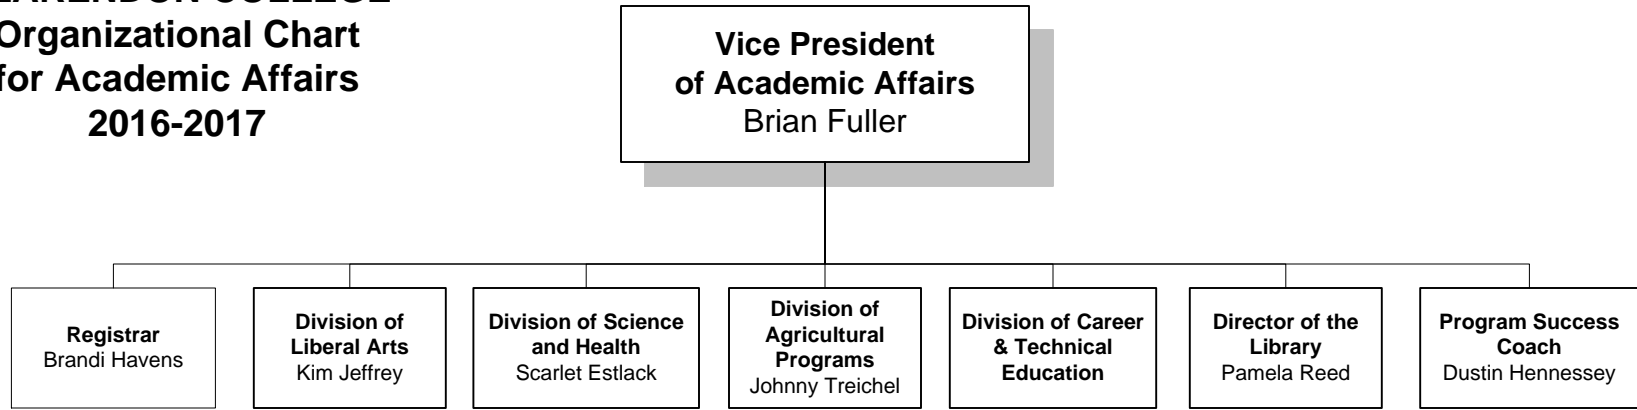 Organizational Chart
for Academic Affairs
2016-2017
Vice President
of Academic Affairs
Brian Fuller
Registrar
Brandi Havens
Division of
Liberal Arts
Kim Jeffrey
Division of Science
and Health
Scarlet Estlack
Division of
Agricultural
Programs
Johnny Treichel
Division of Career
& Technical
Education
Director of the
Library
Pamela Reed
Program Success
Coach
Dustin Hennessey